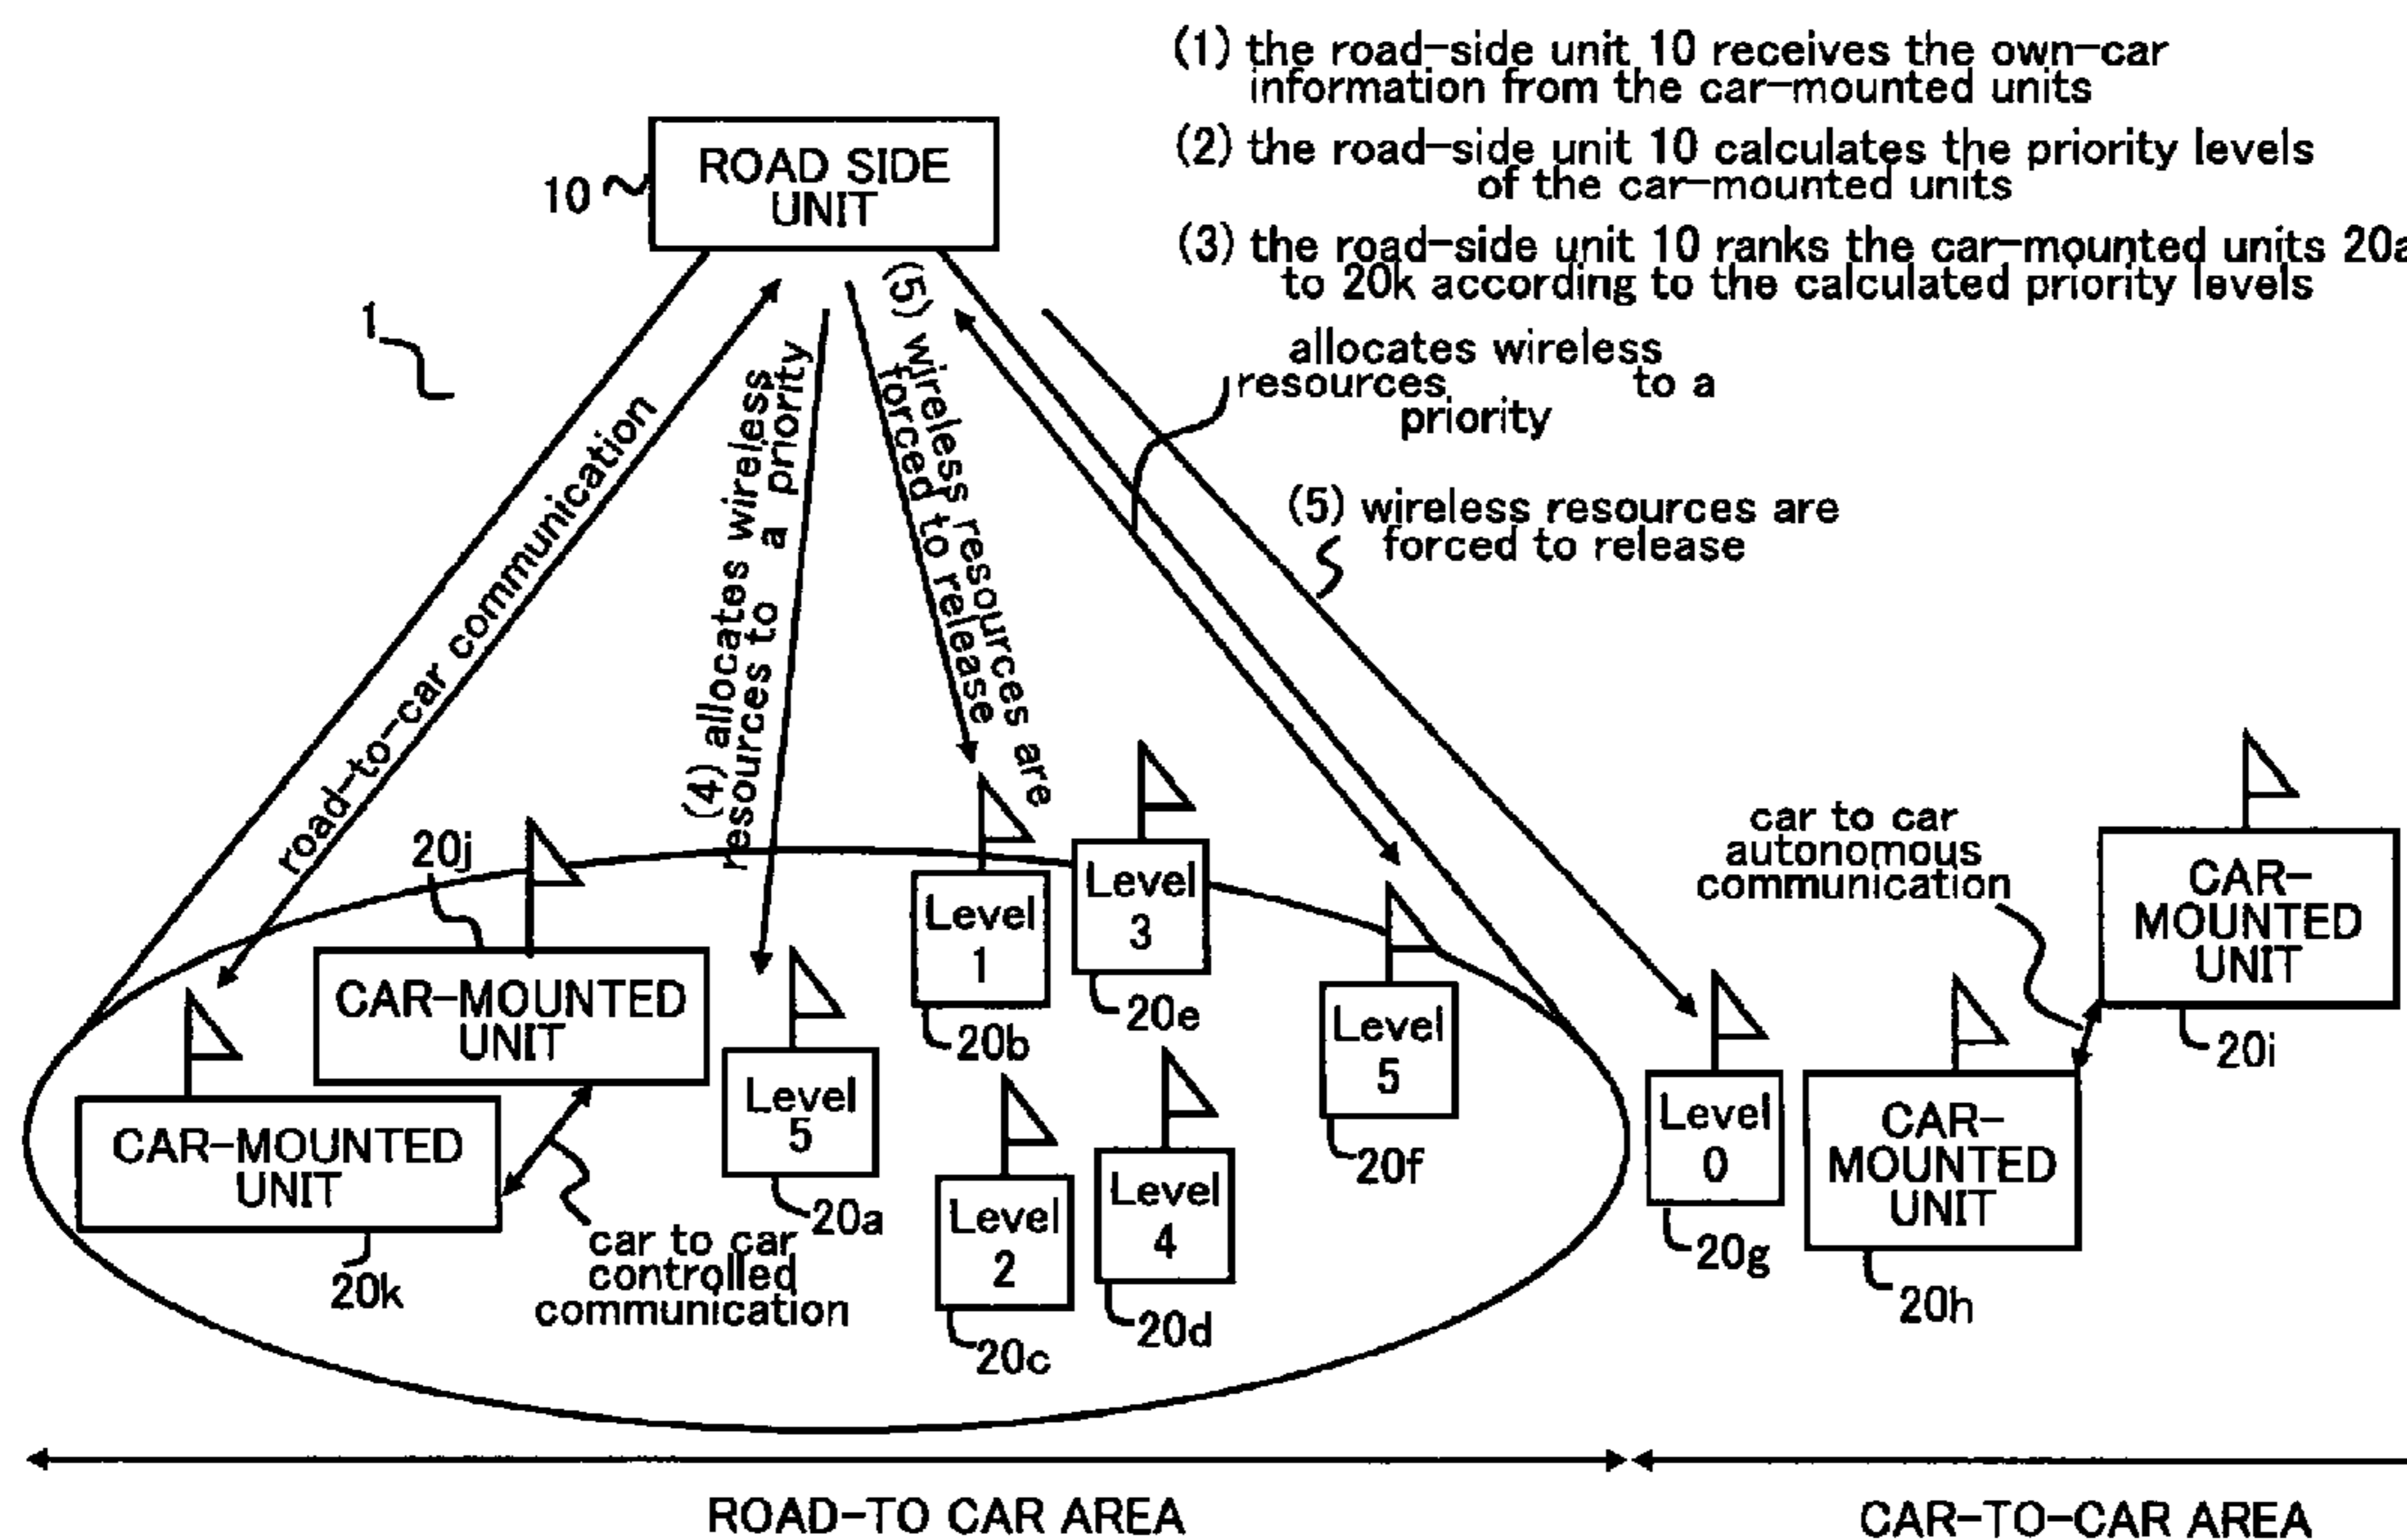 (1) the road-side unit 10 receives the own-car
information from the car-mounted units
(2) the road-side unit 10 calculates the priority levels
of the car-mounted units
(3) the road-side unit 10 ranks the car-mounted units 20a
to 20k according to the calculated priority levels
ROAD SIDE
UNIT
10
1
allocates wireless
resources to a
priority
(5) wireless resources are
forced to release
road-to-car communication
(4) allocates wireless
resources to a priority
(5) wireless resources are
forced to release
car to car
autonomous
communication
20j
CAR-MOUNTED
UNIT
CAR-MOUNTED
UNIT
20k
car to car
controlled
communication
Level
5
20a
Level
1
20b
Level
2
20c
Level
4
20d
Level
3
20e
Level
5
20f
Level
0
20g
CAR-
MOUNTED
UNIT
20h
CAR-
MOUNTED
UNIT
20i
ROAD-TO CAR AREA
CAR-TO-CAR AREA